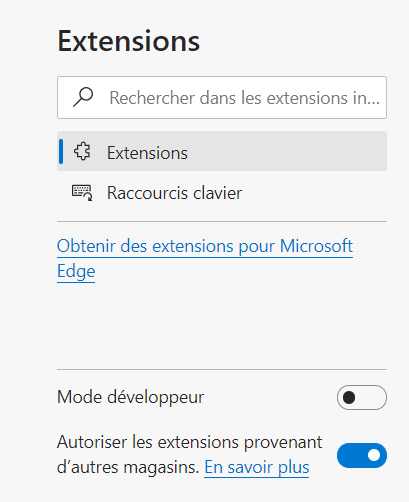 Extensions
Rechercher dans les extensions in...
Extensions
Raccourcis clavier
Obtenir des extensions pour Microsoft
Edge
Mode développeur
Autoriser les extensions provenant
d'autres magasins. En savoir plus